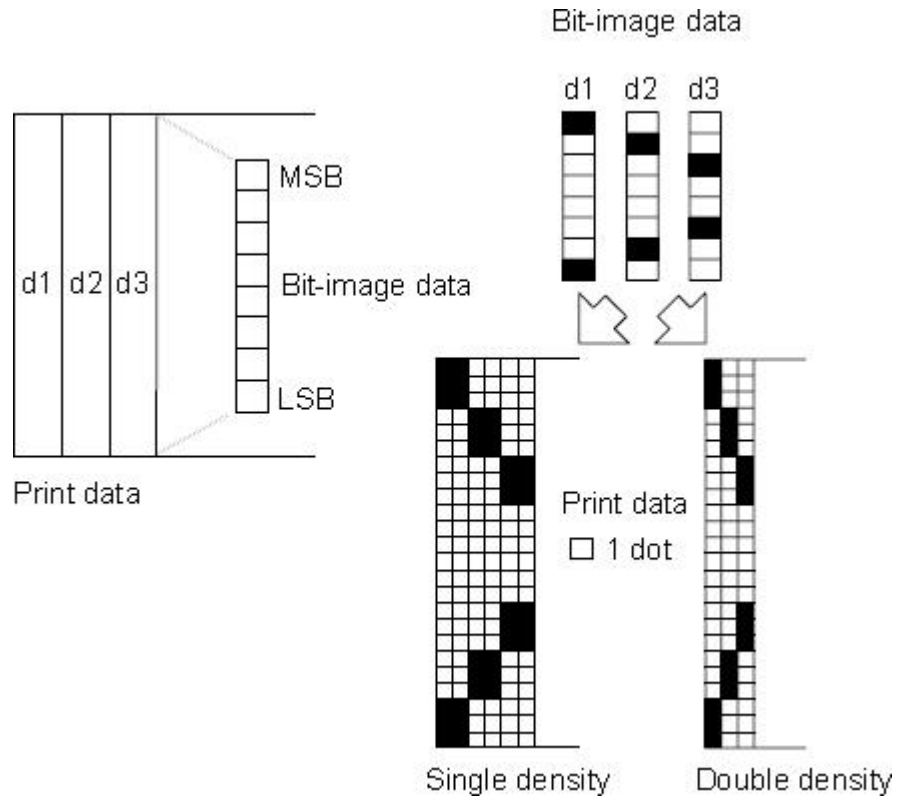 Bit-image data
d1 d2 d3
MSB
d1 d2 d3
Bit-image data
LSB
Print data
Print data
1 dot
Single density
Double density